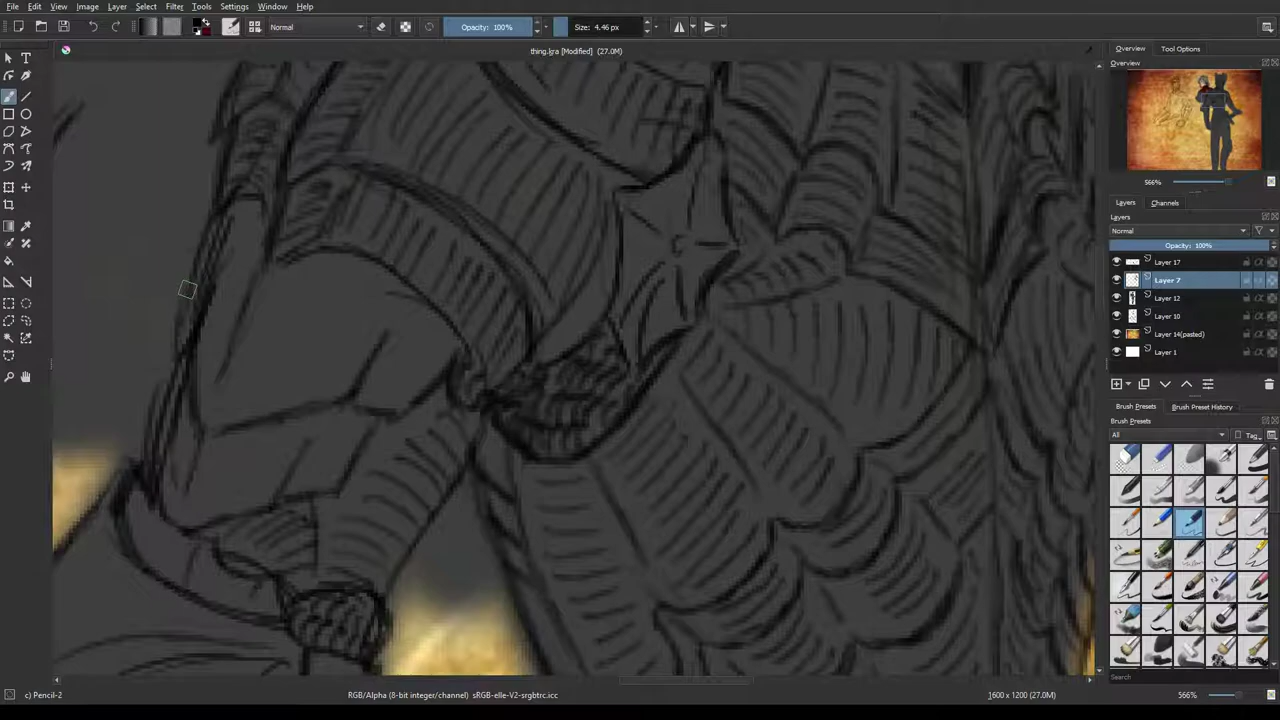 File Edit View Image Layer Select Filter Tools Settings Window Help
Normal
Opacity: 100%
Size: 4.46 px
thing.kra [Modified] (27.0M)
Overview Tool Options
Overview
566%
Layers Channels
Layers
Normal
Opacity: 100%
Layer 17
Layer 7
Layer 12
Layer 10
Layer 14(pasted)
Layer 1
Brush Presets Brush Preset History
Brush Presets
All
Tag
Search
c) Pencil-2
RGB/Alpha (8-bit integer/channel) sRGB-elle-V2-srgbtrc.icc
1600 x 1200 (27.0M)
566%